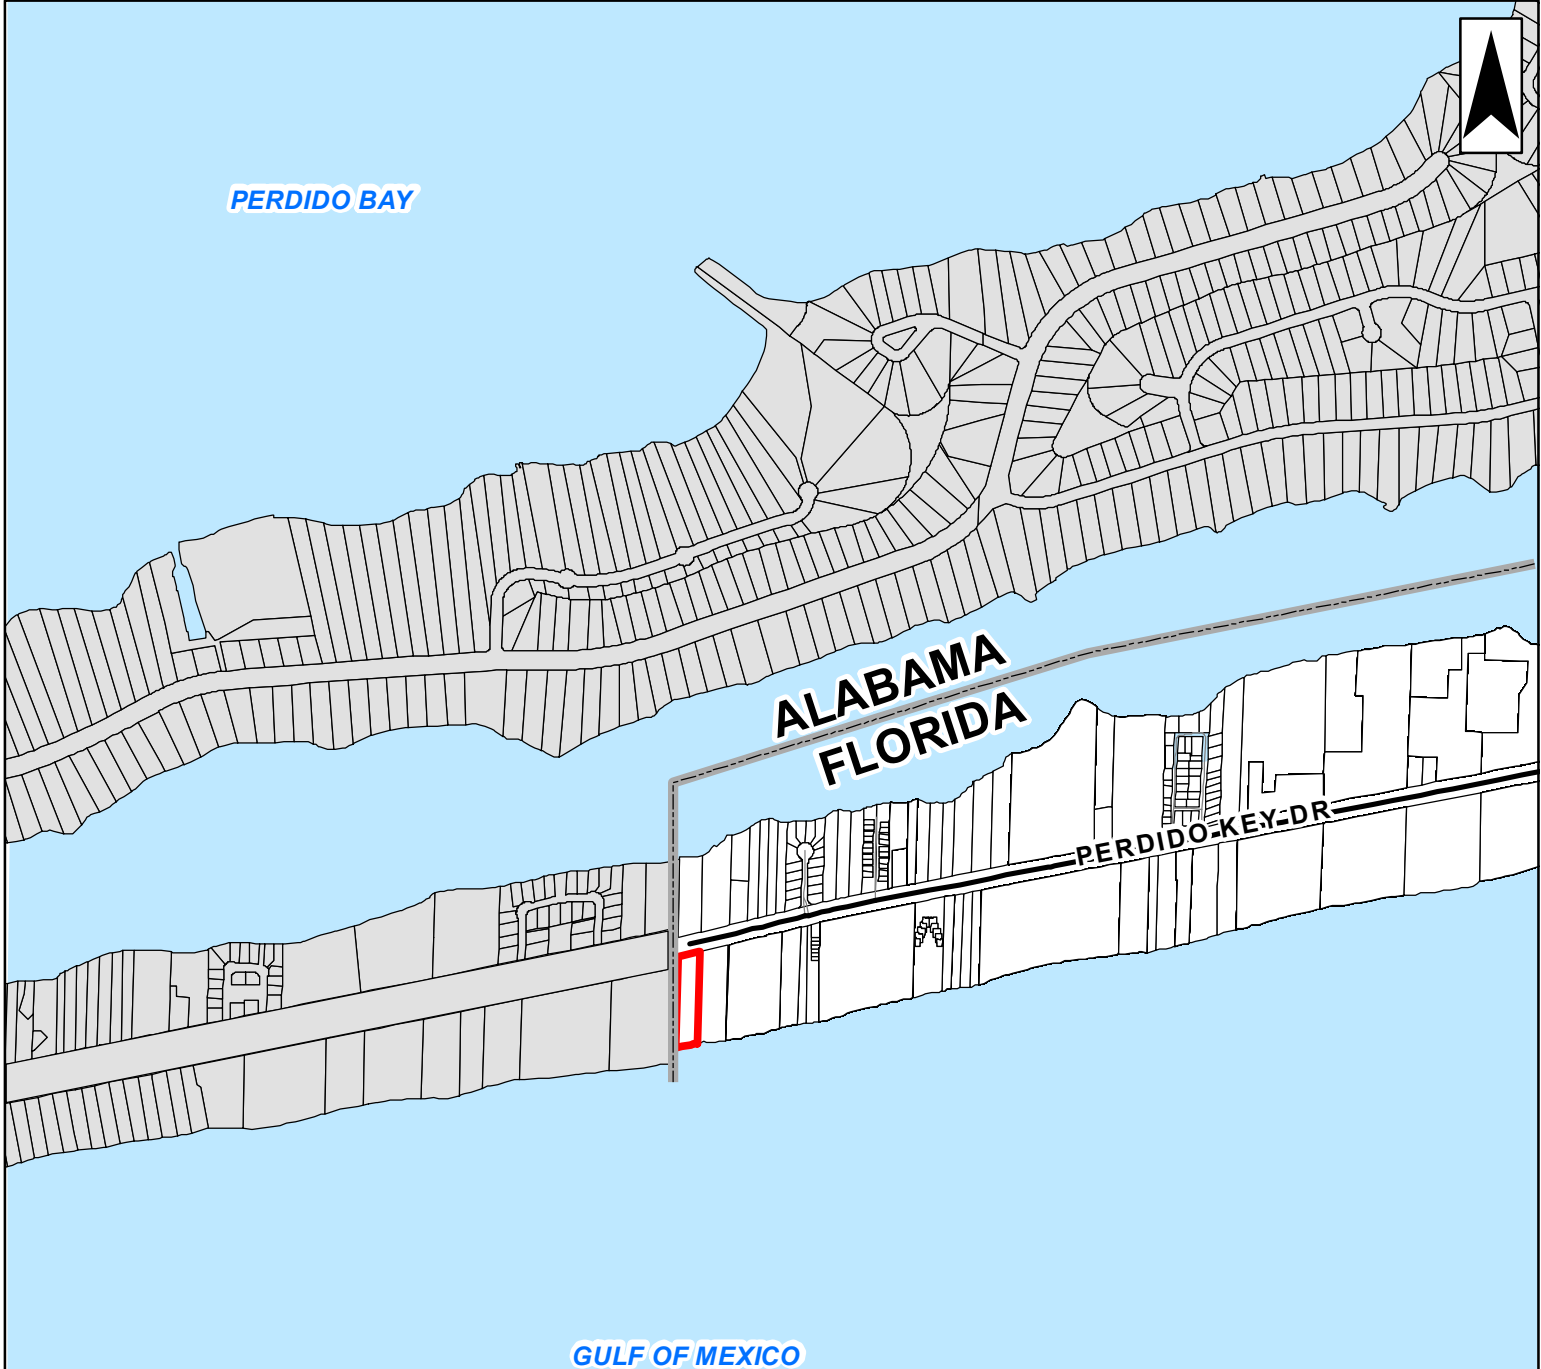 PERDIDO BAY
ALABAMA
FLORIDA
PERDIDO KEY DR
GULF OF MEXICO